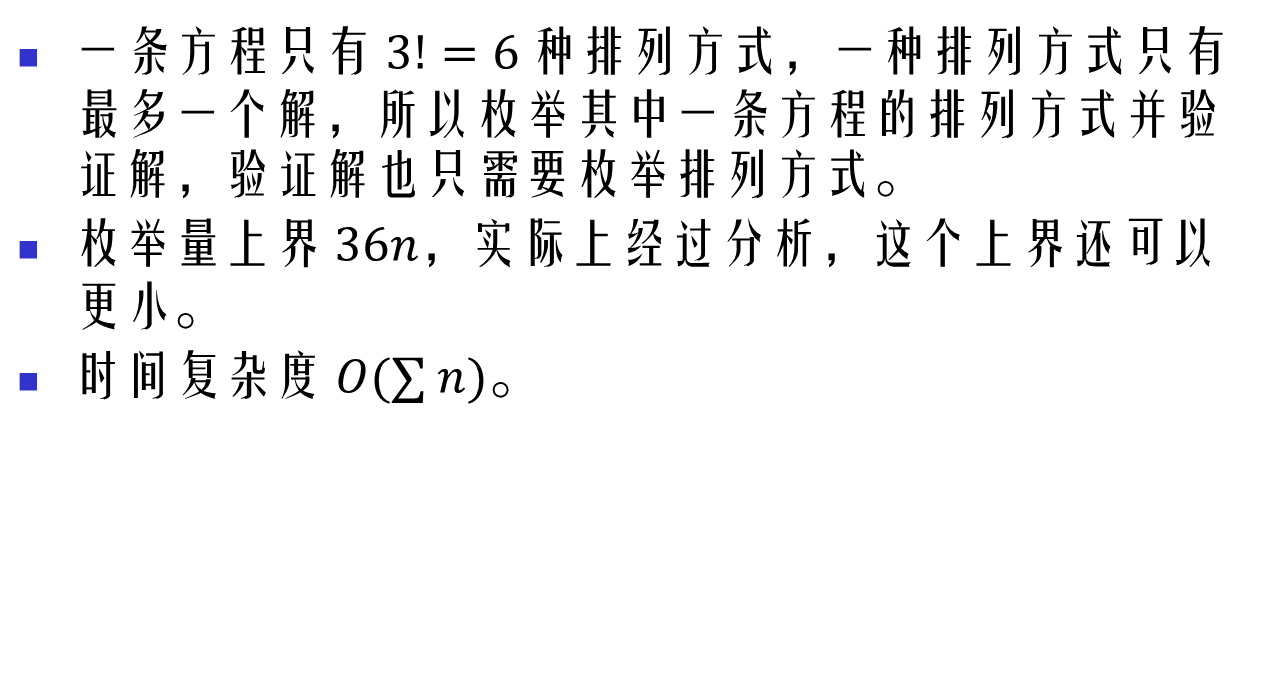 一条方程只有 3! = 6 种排列方式，一种排列方式只有
最多一个解，所以枚举其中一条方程的排列方式并验
证解，验证解也只需要枚举排列方式。
枚举量上界 36n，实际上经过分析，这个上界还可以
更小。
时间复杂度 O(∑ n)。